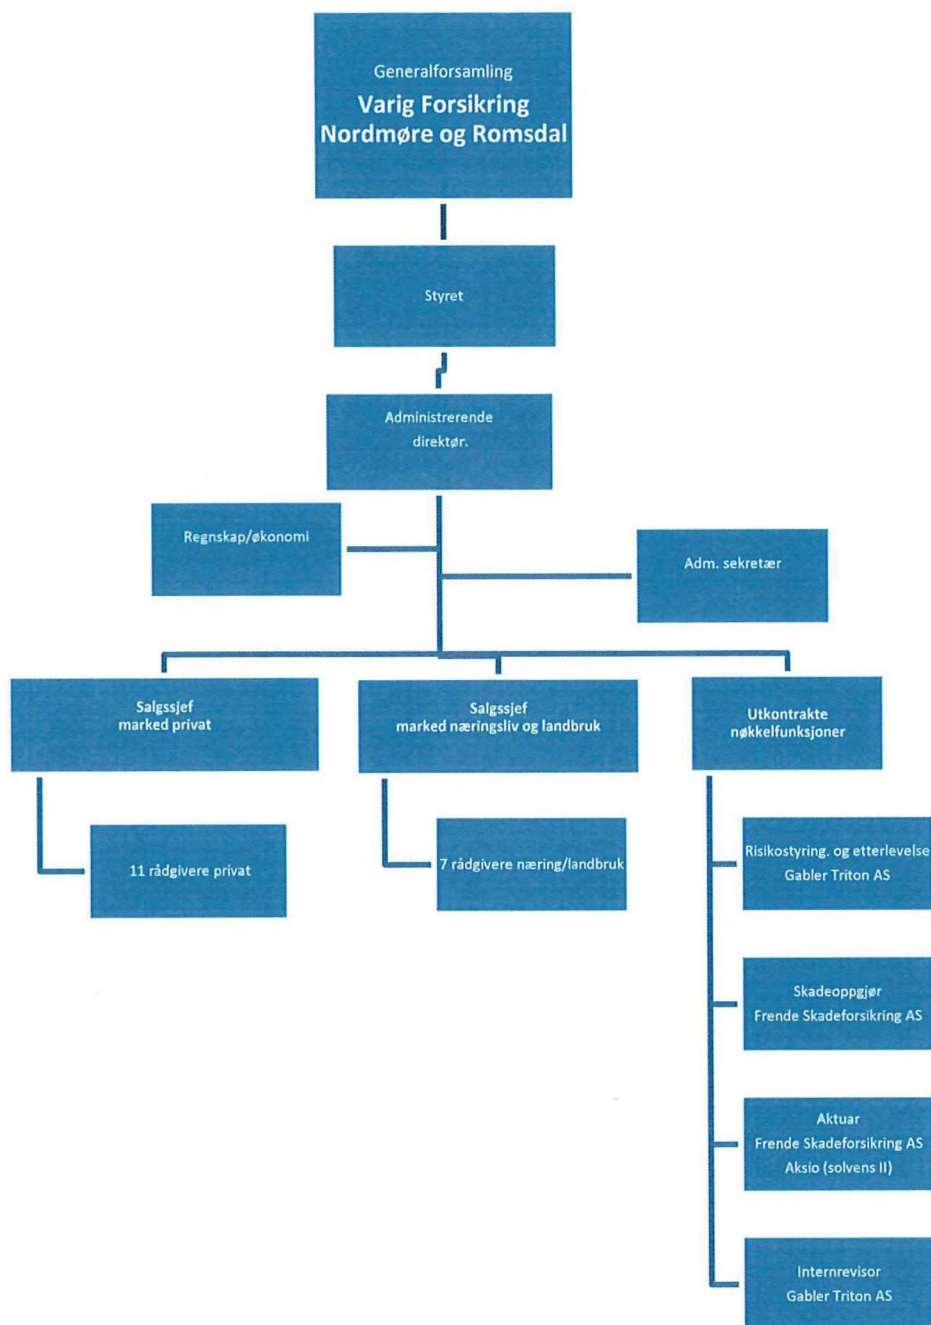 Generalforsamling
Varig Forsikring
Nordmøre og Romsdal
Styret
Administrerende
direktør.
Regnskap/økonomi
Adm. sekretær
Salgssjef
marked privat
Salgssjef
marked næringsliv og landbruk
Utkontrakte
nøkkelfunksjoner
11 rådgivere privat
7 rådgivere næring/landbruk
Risikostyring. og etterlevelse
Gabler Triton AS
Skadeoppgjør
Frende Skadeforsikring AS
Aktuar
Frende Skadeforsikring AS
Aksio (solvens II)
Internrevisor
Gabler Triton AS